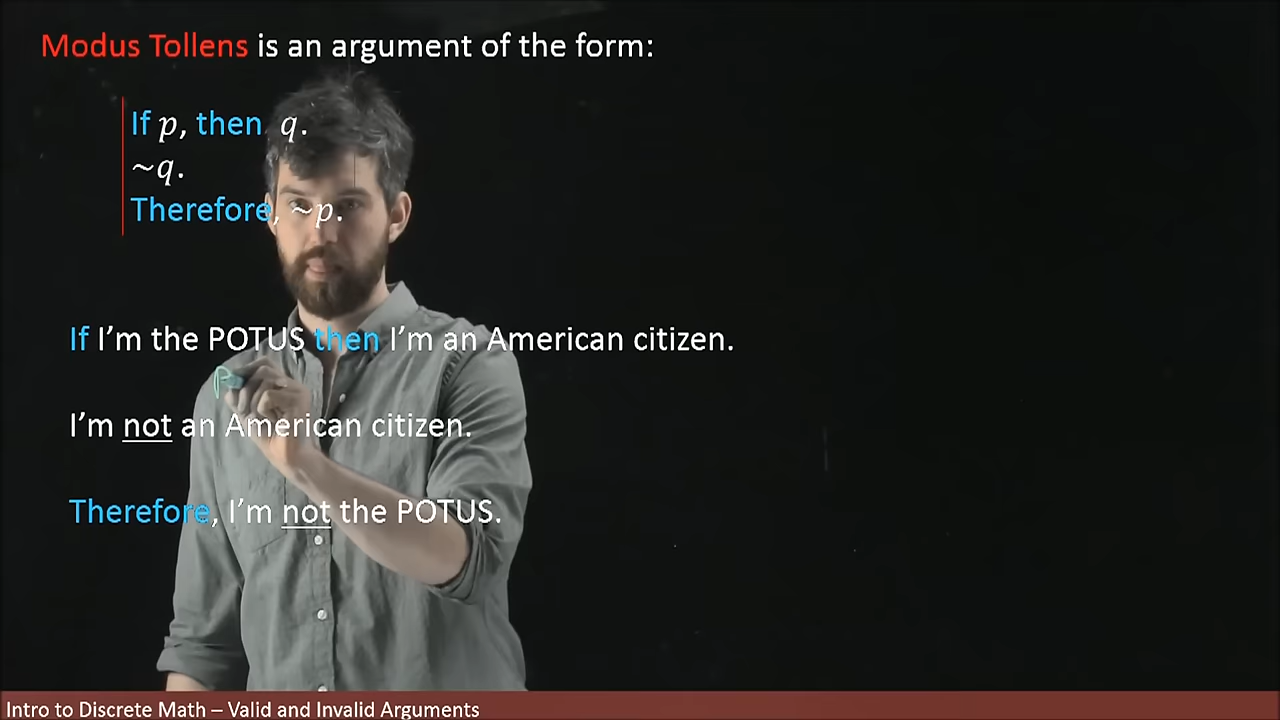 Modus Tollens is an argument of the form:
If p, then q.
~q.
Therefore, ~p.
If I'm the POTUS then I'm an American citizen.
P
I'm not an American citizen.
Therefore, I'm not the POTUS.
Intro to Discrete Math – Valid and Invalid Arguments